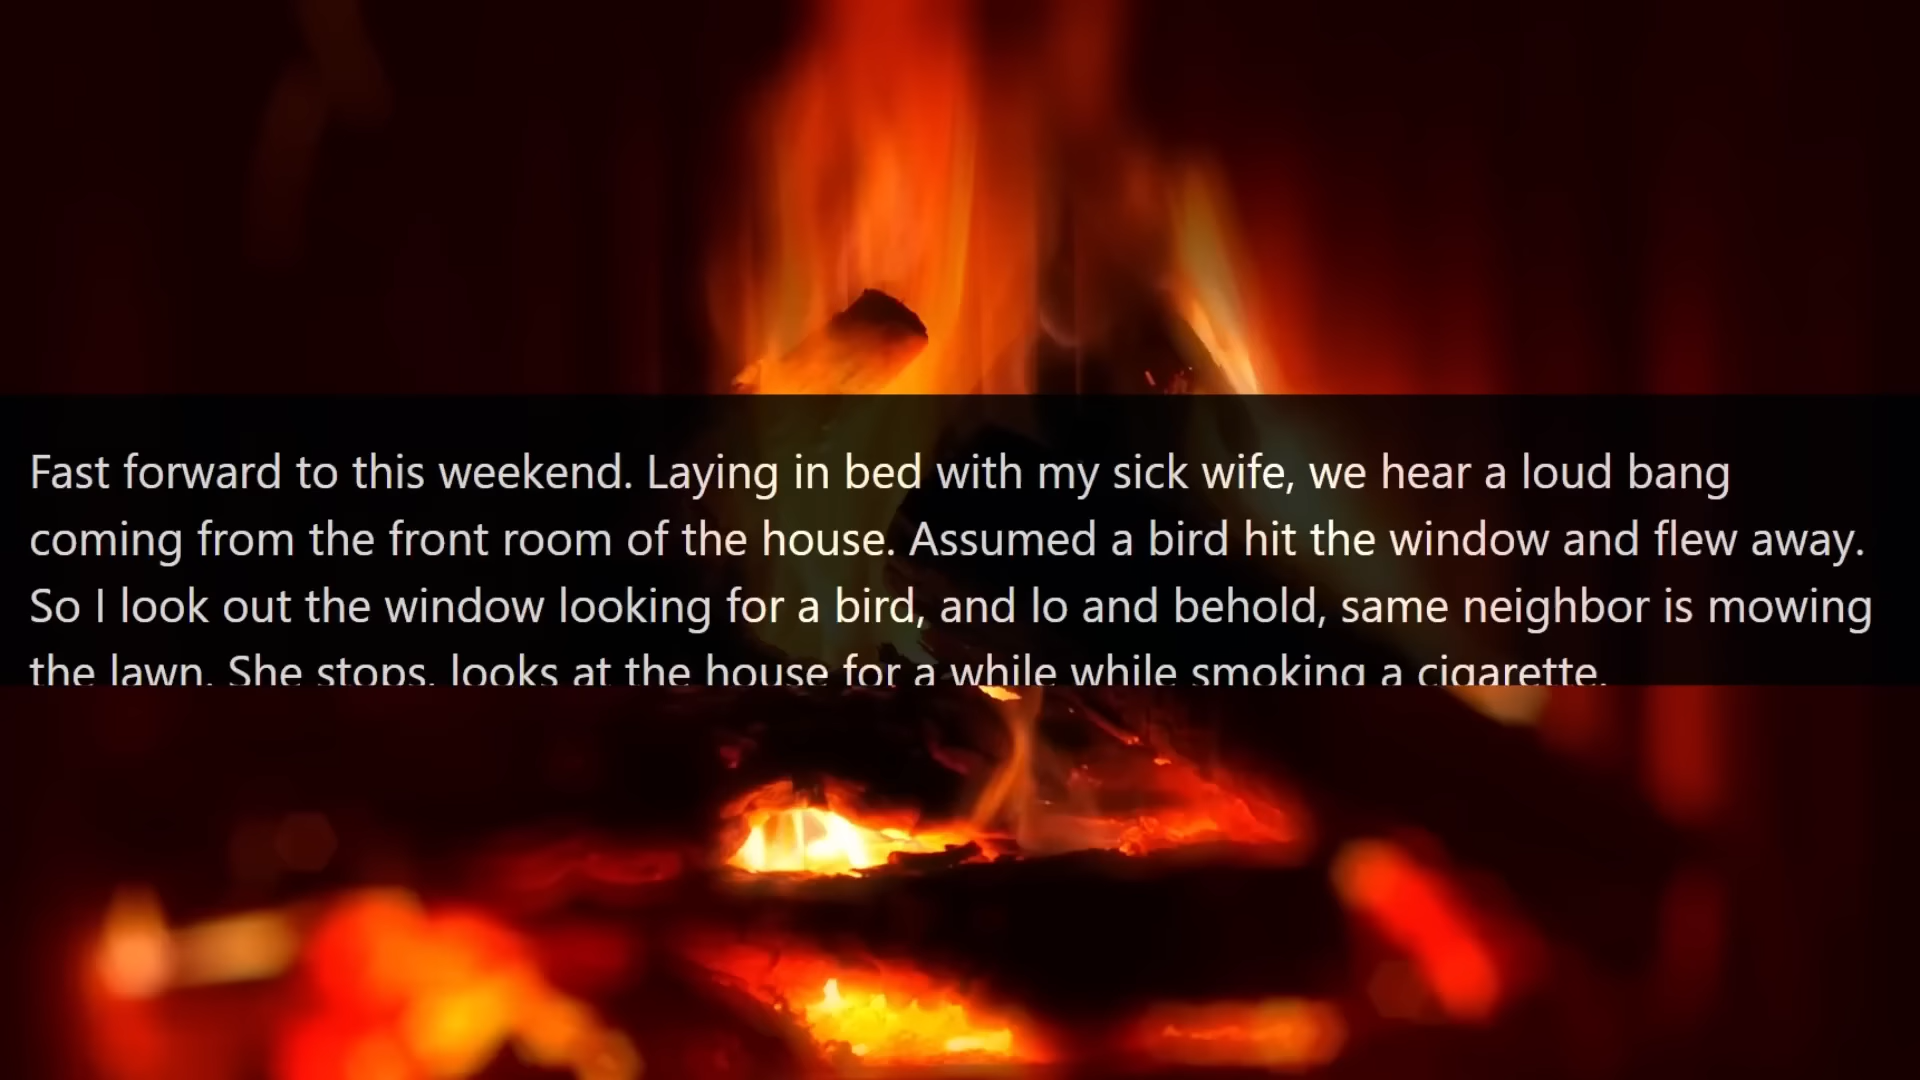 Fast forward to this weekend. Laying in bed with my sick wife, we hear a loud bang
coming from the front room of the house. Assumed a bird hit the window and flew away.
So I look out the window looking for a bird, and lo and behold, same neighbor is mowing
the lawn. She stops, looks at the house for a while while smoking a cigarette.